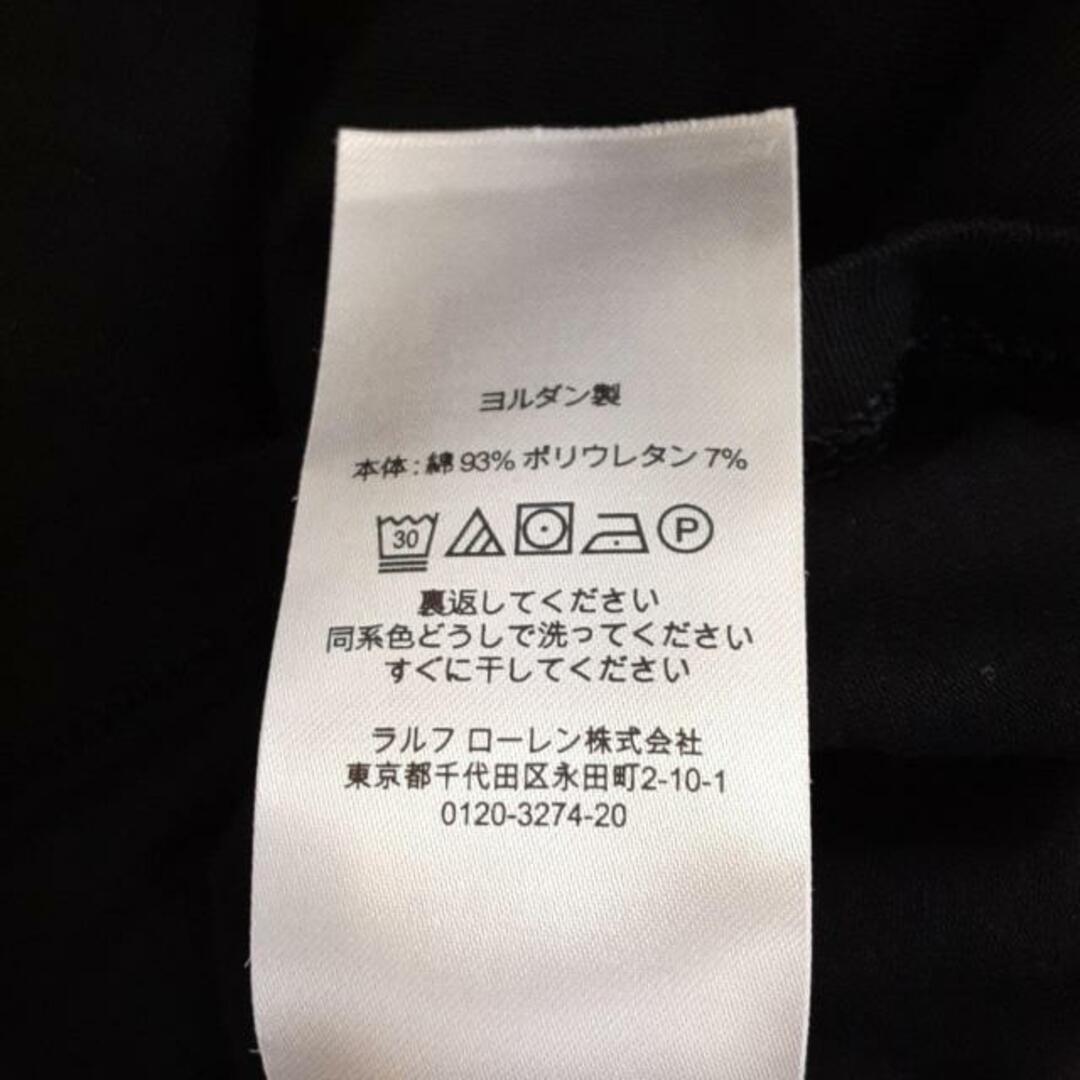 ヨルダン製
本体:綿 93% ポリウレタン 7%
30 P
裏返してください
同系色どうしで洗ってください
すぐに干してください
ラルフ ローレン株式会社
東京都千代田区永田町2-10-1
0120-3274-20